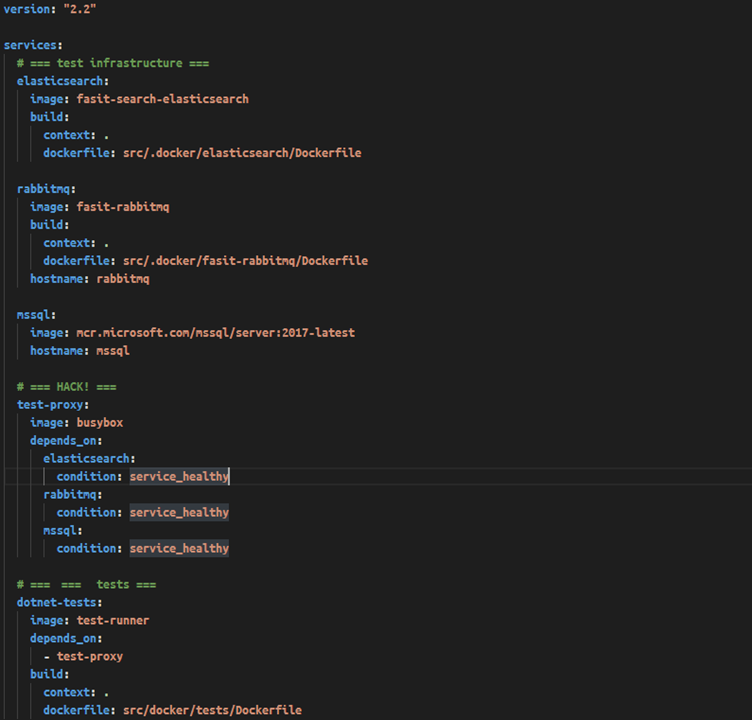 version: "2.2"
services:
# === test infrastructure ===
elasticsearch:
image: fasit-search-elasticsearch
build:
context: .
dockerfile: src/.docker/elasticsearch/Dockerfile
rabbitmq:
image: fasit-rabbitmq
build:
context: .
dockerfile: src/.docker/fasit-rabbitmq/Dockerfile
hostname: rabbitmq
mssql:
image: mcr.microsoft.com/mssql/server:2017-latest
hostname: mssql
# === HACK! ===
test-proxy:
image: busybox
depends_on:
elasticsearch:
condition: service_healthy
rabbitmq:
condition: service_healthy
mssql:
condition: service_healthy
# === === tests ===
dotnet-tests:
image: test-runner
depends_on:
- test-proxy
build:
context: .
dockerfile: src/docker/tests/Dockerfile